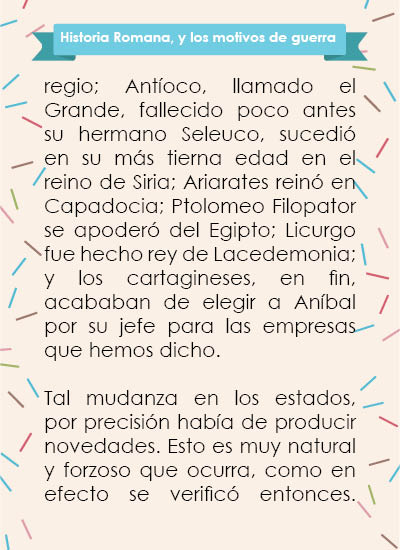 Historia Romana, y los motivos de guerra
regio; Antíoco, llamado el
Grande, fallecido poco antes
su hermano Seleuco, sucedió
en su más tierna edad en el
reino de Siria; Ariarates reinó en
Capadocia; Ptolomeo Filopator
se apoderó del Egipto; Licurgo
fue hecho rey de Lacedemonia;
y los cartagineses, en fin,
acababan de elegir a Aníbal
por su jefe para las empresas
que hemos dicho.
Tal mudanza en los estados,
por precisión había de producir
novedades. Esto es muy natural
y forzoso que ocurra, como en
efecto se verificó entonces.